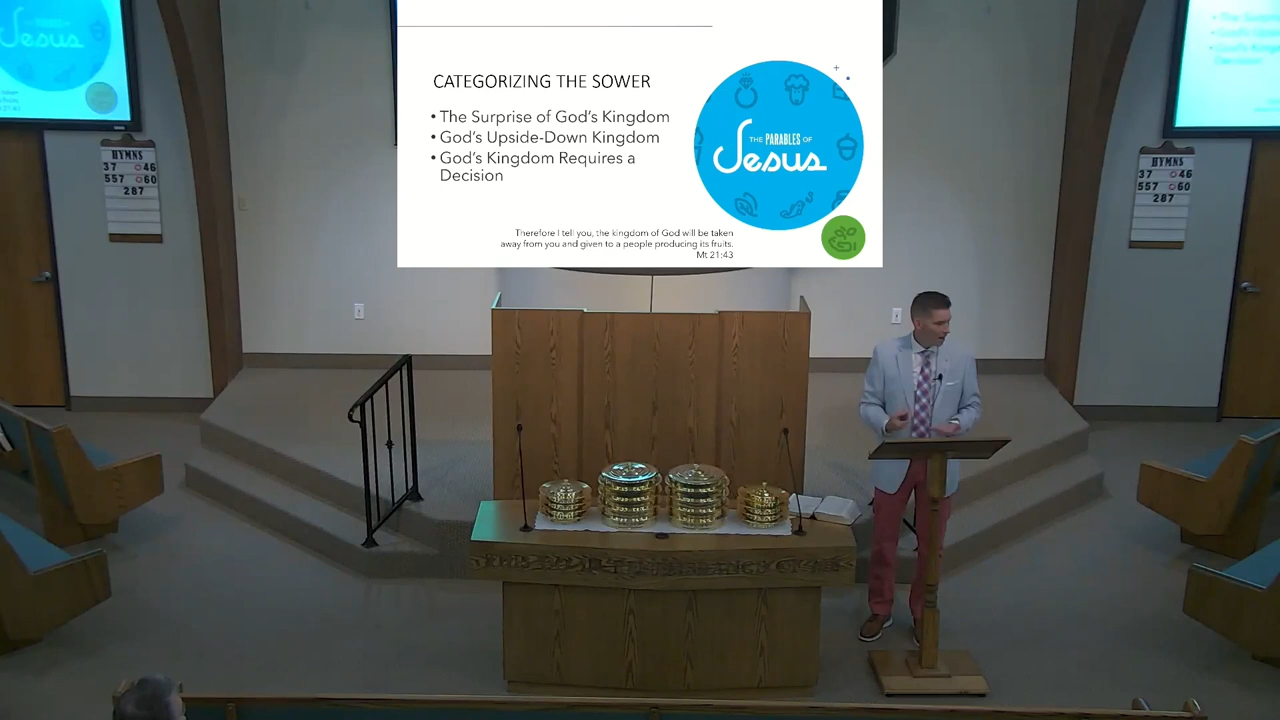 CATEGORIZING THE SOWER
• The Surprise of God's Kingdom
• God's Upside-Down Kingdom
• God's Kingdom Requires a
Decision
THE PARABLES OF
Jesus
Therefore I tell you, the kingdom of God will be taken
away from you and given to a people producing its fruits.
Mt 21:43
Jesus
HYMNS
37 46
557 60
287
HYMNS
37 46
557 60
287